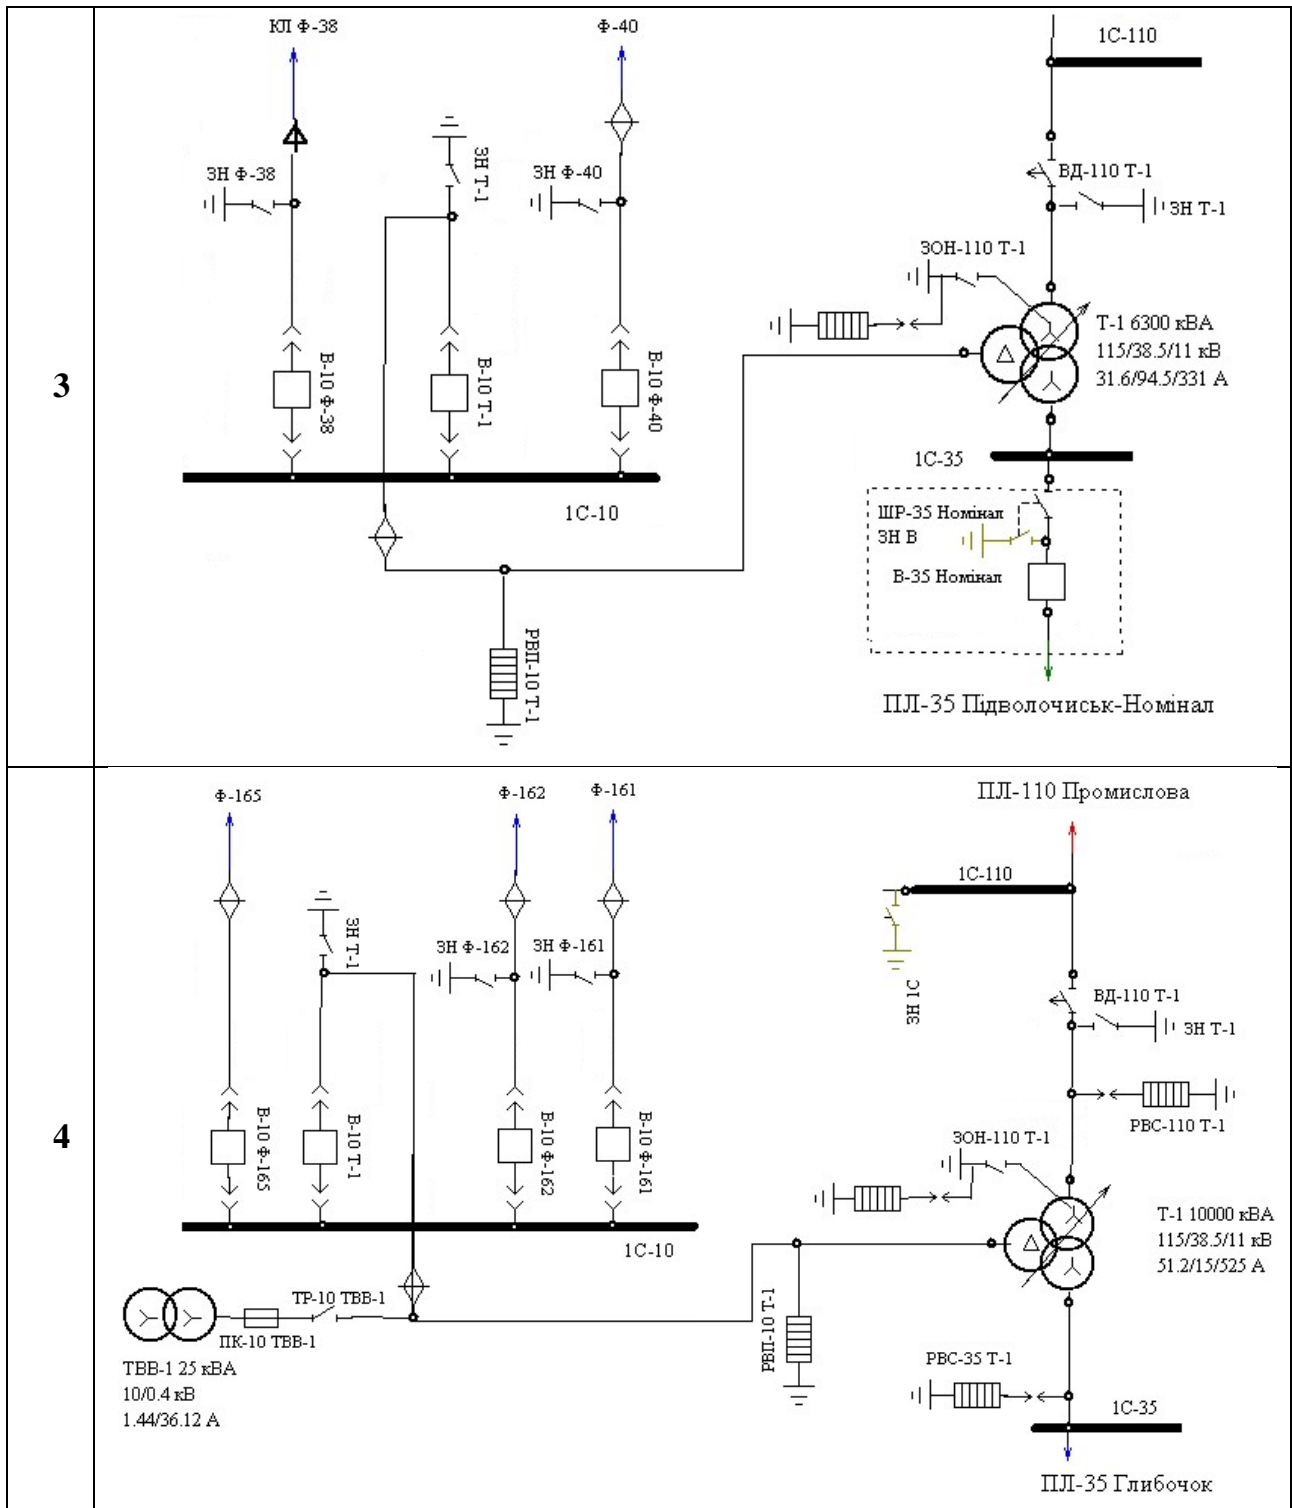 3
КЛ Ф-38
Ф-40
1С-110
ЗН Ф-38
ЗН Т-1
ЗН Ф-40
ВД-110 Т-1
ЗН Т-1
ЗОН-110 Т-1
Т-1 6300 кВА
115/38.5/11 кВ
31.6/94.5/331 А
В-10 Ф-38
В-10 Т-1
В-10 Ф-40
1С-35
1С-10
ШР-35 Номінал
ЗН В
В-35 Номінал
РВП-10 Т-1
ПЛ-35 Підволочиськ-Номінал
4
Ф-165
Ф-162
Ф-161
ПЛ-110 Промислова
1С-110
ЗН Т-1
ЗН Ф-162
ЗН Ф-161
ЗН 1С
ВД-110 Т-1
ЗН Т-1
РВС-110 Т-1
В-10 Ф-165
В-10 Т-1
В-10 Ф-162
В-10 Ф-161
ЗОН-110 Т-1
Т-1 10000 кВА
115/38.5/11 кВ
51.2/15/525 А
1С-10
ТР-10 ТВВ-1
ПК-10 ТВВ-1
РВП-10 Т-1
ТВВ-1 25 кВА
10/0.4 кВ
1.44/36.12 А
РВС-35 Т-1
1С-35
ПЛ-35 Глибочок